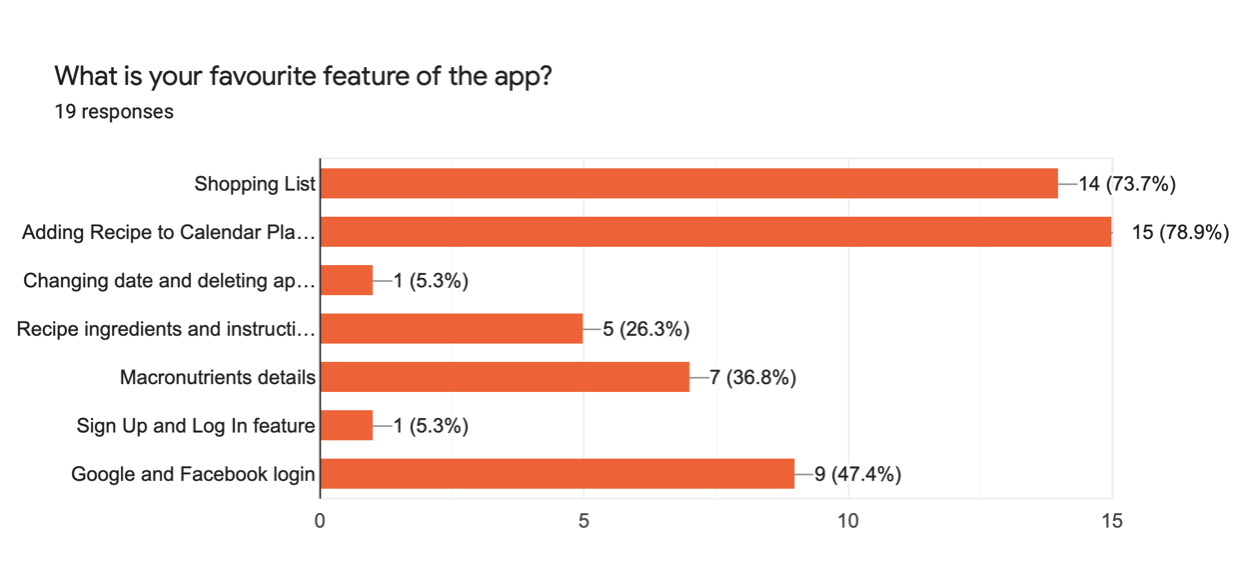 What is your favourite feature of the app?
19 responses
Shopping List 14 (73.7%)
Adding Recipe to Calendar Pla… 15 (78.9%)
Changing date and deleting ap… 1 (5.3%)
Recipe ingredients and instructi… 5 (26.3%)
Macronutrients details 7 (36.8%)
Sign Up and Log In feature 1 (5.3%)
Google and Facebook login 9 (47.4%)
0 5 10 15